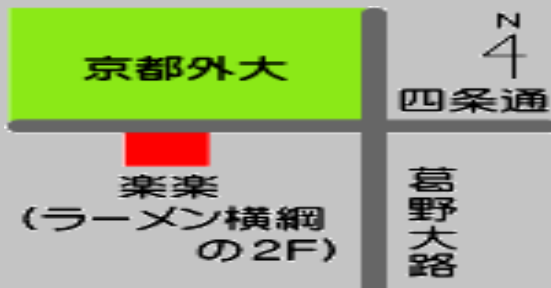 N
京都外大
四条通
楽楽
(ラーメン横綱
の2F)
葛野大路